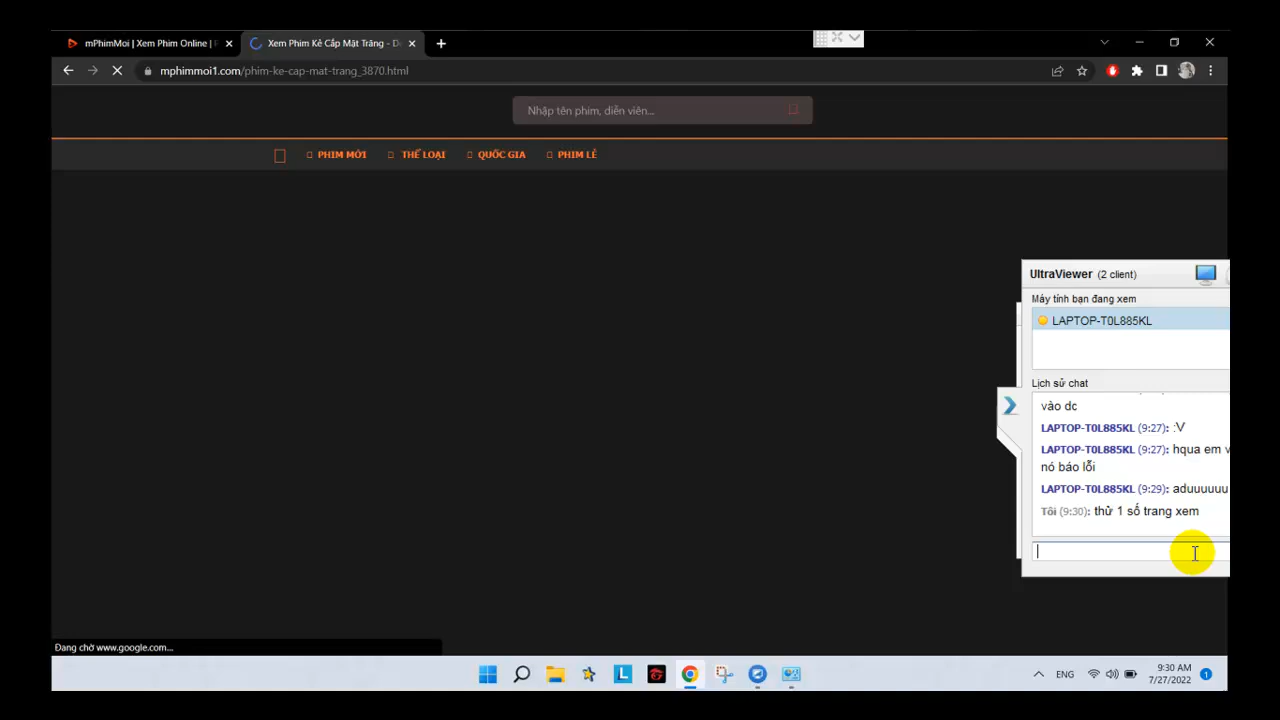 mPhimMoi | Xem Phim Online |
Xem Phim Kẻ Cắp Mặt Trăng - De
mphimmoi1.com/phim-ke-cap-mat-trang_3870.html
Nhập tên phim, diễn viên...
PHIM MỚI THỂ LOẠI QUỐC GIA PHIM LẺ
UltraViewer (2 client)
Máy tính bạn đang xem
LAPTOP-T0L885KL
Lịch sử chat
vào dc
LAPTOP-T0L885KL (9:27): :V
LAPTOP-T0L885KL (9:27): hqua em v
nó báo lỗi
LAPTOP-T0L885KL (9:29): aduuuuuu
Tôi (9:30): thử 1 số trang xem
Đang chờ www.google.com...
L
ENG
9:30 AM
7/27/2022
1